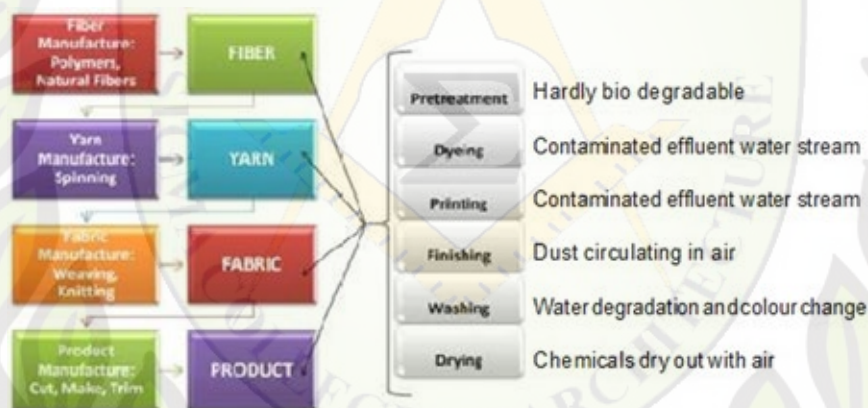 Fiber
Manufacture:
Polymers,
Natural Fibers
FIBER
Yarn
Manufacture:
Spinning
YARN
Fabric
Manufacture:
Weaving,
Knitting
FABRIC
Product
Manufacture:
Cut, Make, Trim
PRODUCT
Pretreatment Hardly bio degradable
Dyeing Contaminated effluent water stream
Printing Contaminated effluent water stream
Finishing Dust circulating in air
Washing Water degradation and colour change
Drying Chemicals dry out with air